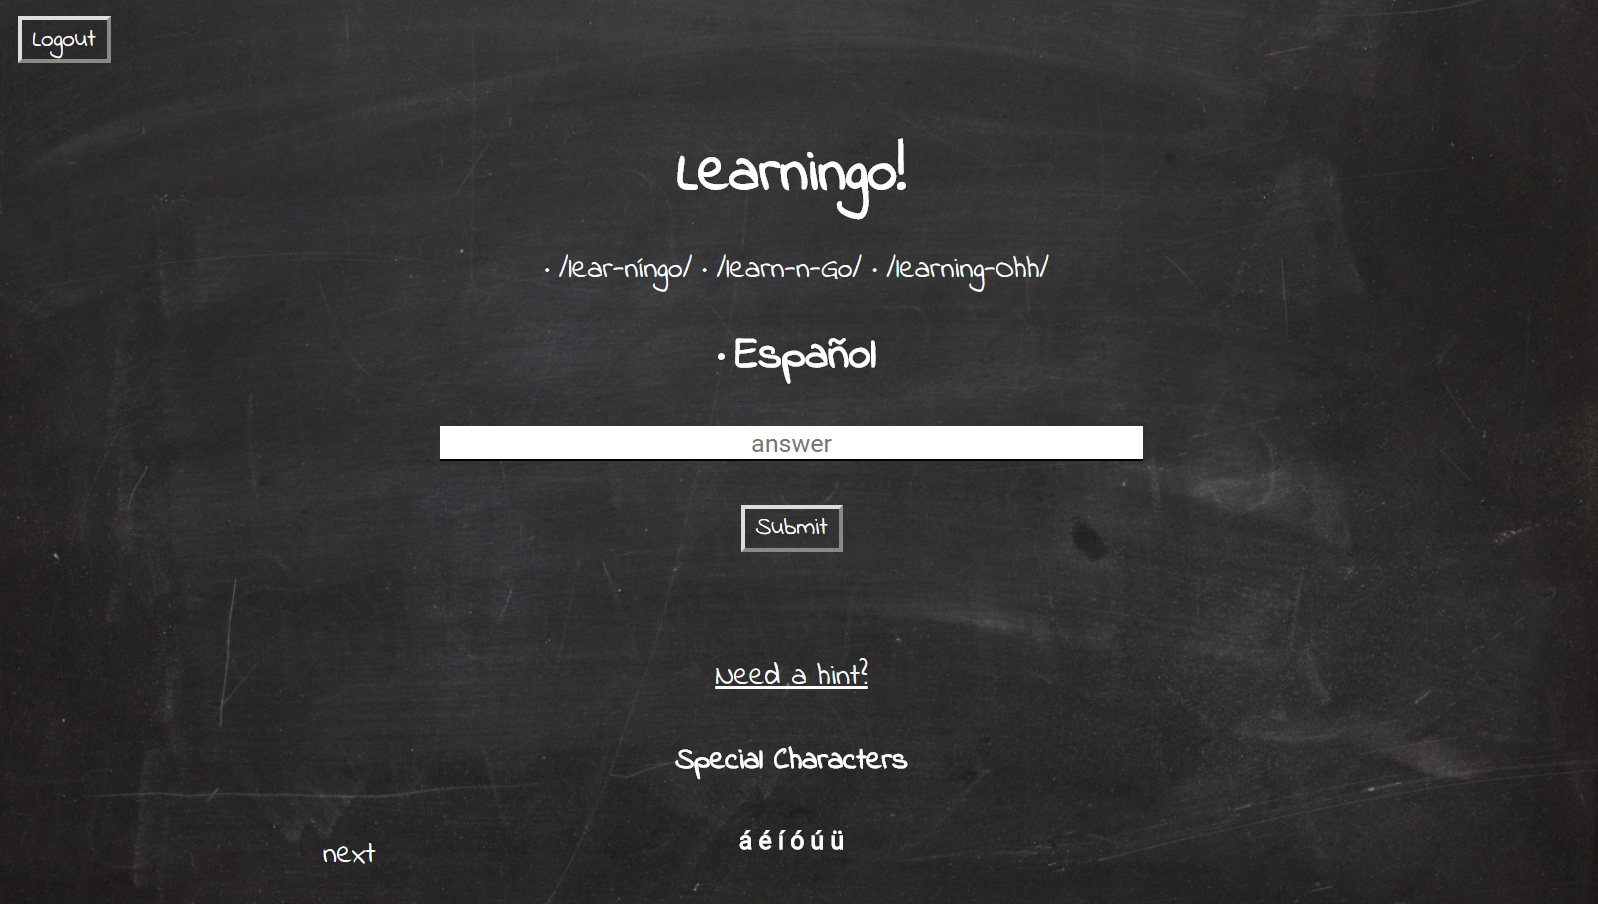 Logout
Learningo!
• /lear-níngo/ • /learn-n-Go/ • /learning-Ohh/
• Español
answer
Submit
Need a hint?
Special Characters
á é í ó ú ü
next